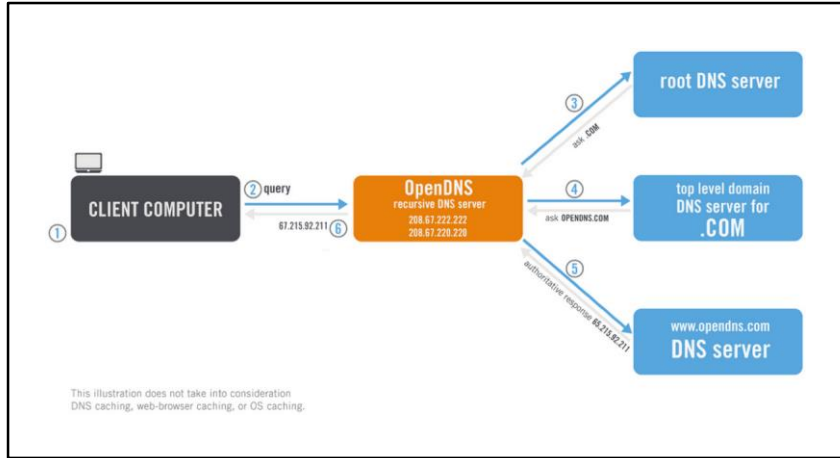 root DNS server
3
ask .COM
CLIENT COMPUTER
1
2 query
67.215.92.211 6
OpenDNS
recursive DNS server
208.67.222.222
208.67.220.220
4
ask OPENDNS.COM
top level domain
DNS server for
.COM
5
authoritative response 65.215.92.211
www.opendns.com
DNS server
This illustration does not take into consideration
DNS caching, web-browser caching, or OS caching.